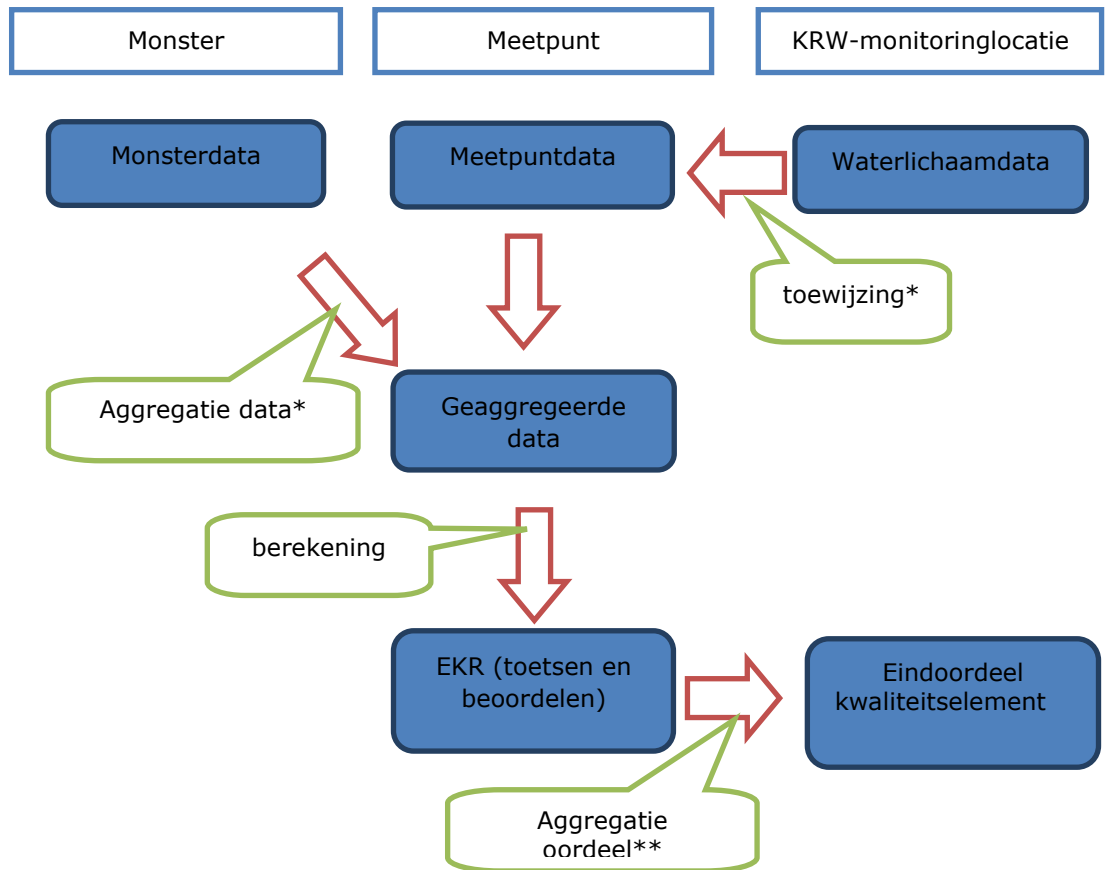 Monster
Meetpunt
KRW-monitoringlocatie
Monsterdata
Meetpuntdata
Waterlichaamdata
toewijzing*
Aggregatie data*
Geaggregeerde
data
berekening
EKR (toetsen en
beoordelen)
Eindoordeel
kwaliteitselement
Aggregatie
oordeel**